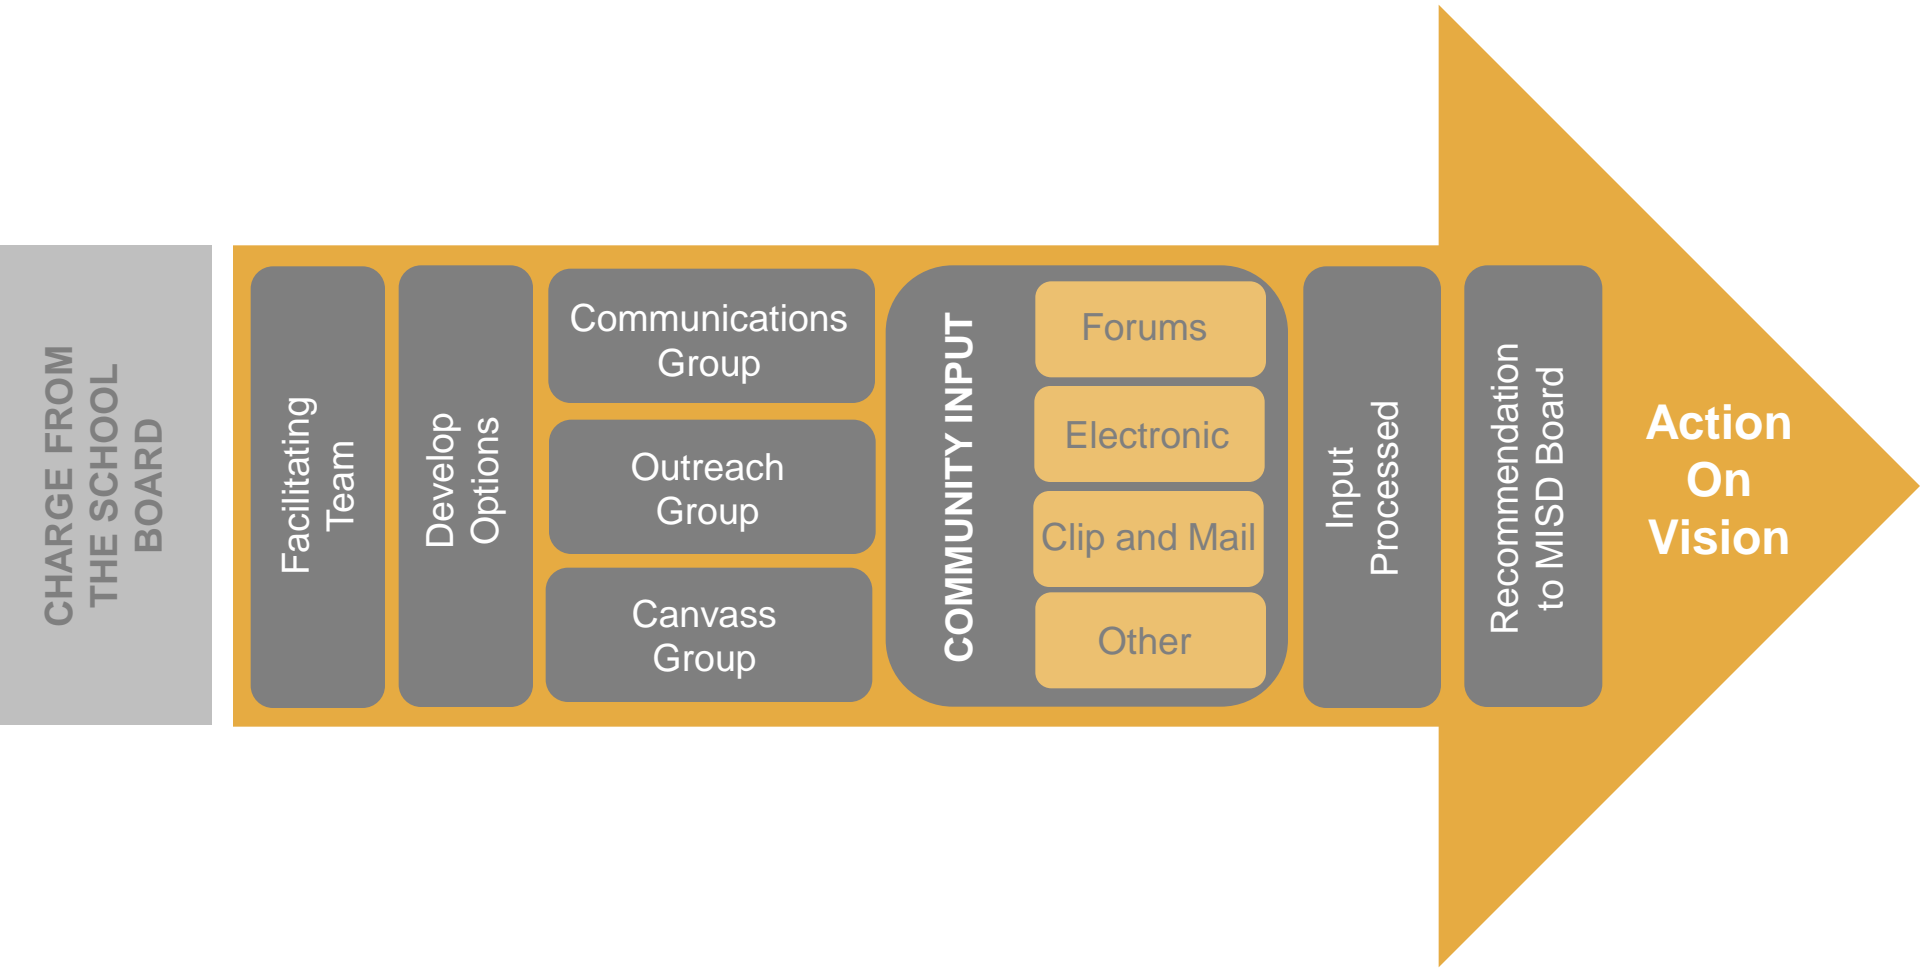 CHARGE FROM
THE SCHOOL
BOARD
Facilitating
Team
Develop
Options
Communications
Group
Outreach
Group
Canvass
Group
COMMUNITY INPUT
Forums
Electronic
Clip and Mail
Other
Input
Processed
Recommendation
to MISD Board
Action
On
Vision